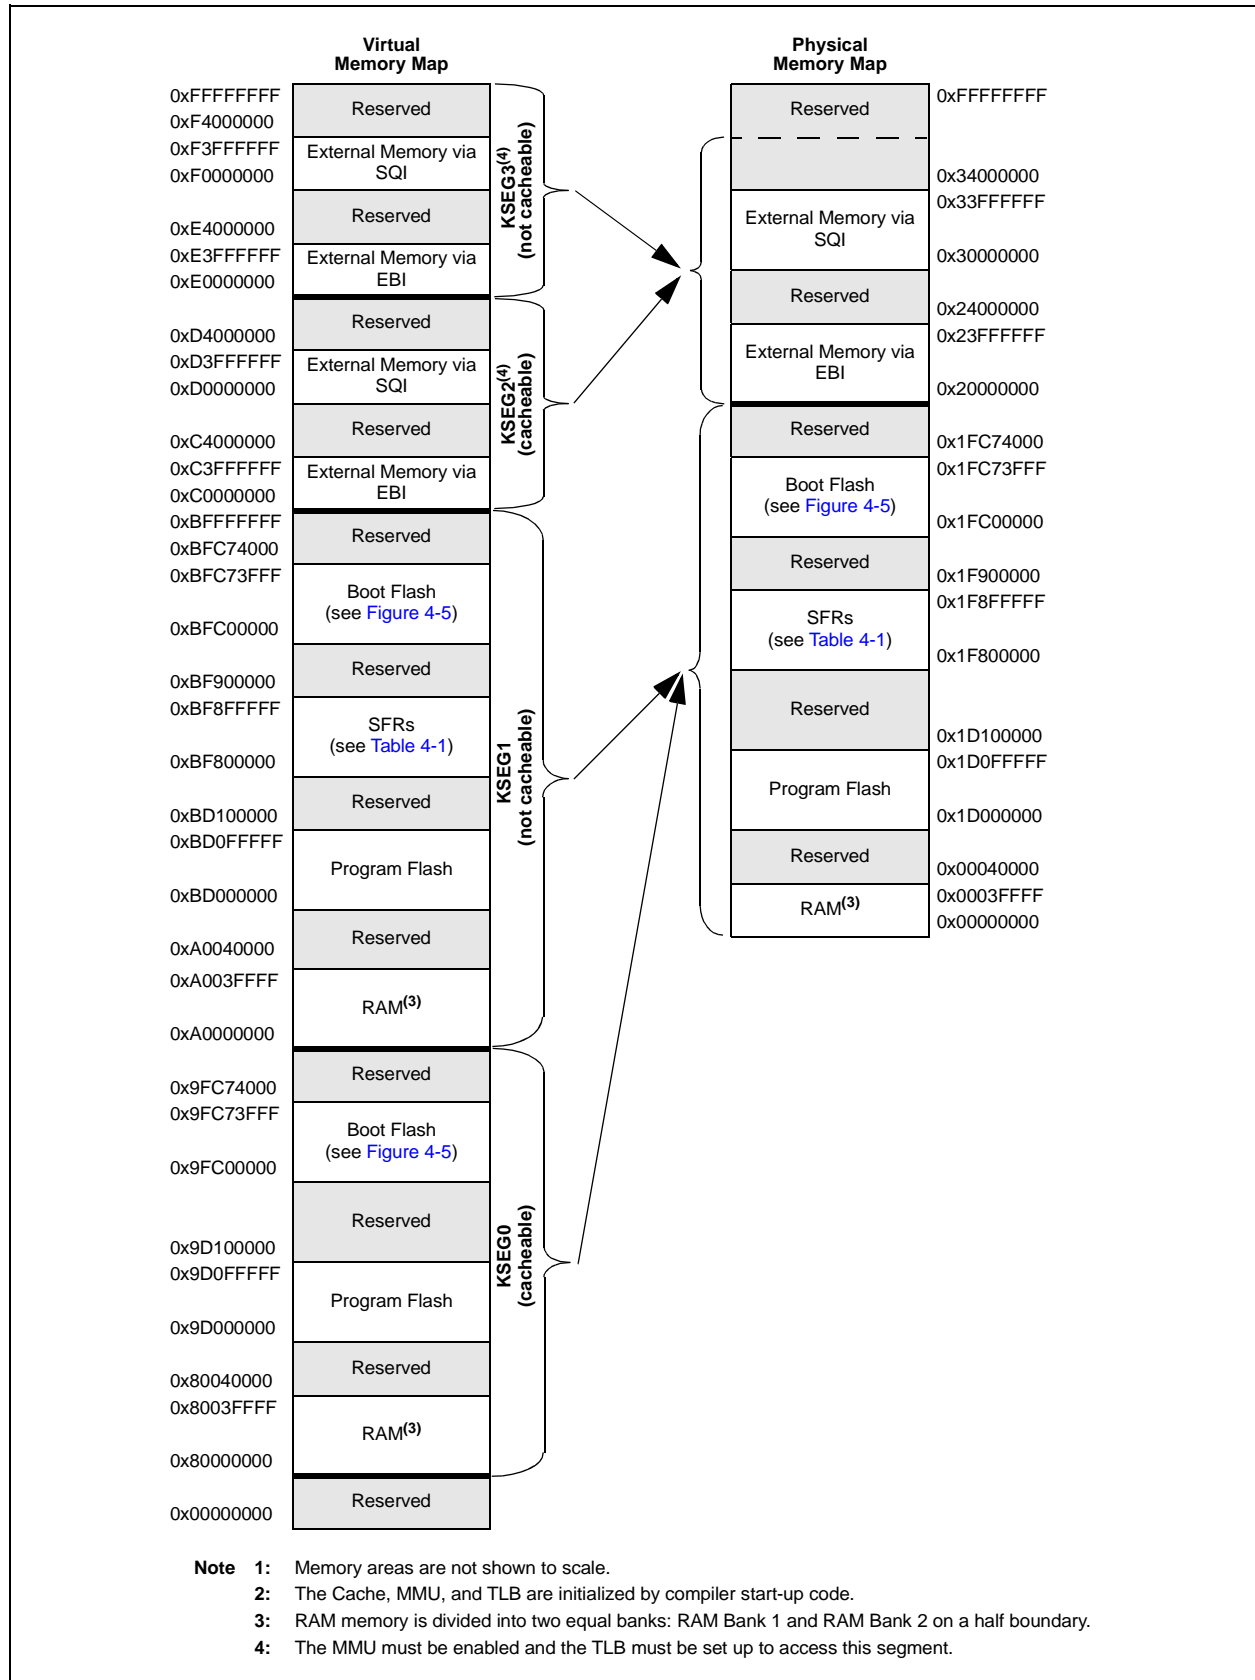 Virtual
Memory Map
0xFFFFFFFF
0xF4000000
0xF3FFFFFF
0xF0000000
0xE4000000
0xE3FFFFFF
0xE0000000
0xD4000000
0xD3FFFFFF
0xD0000000
0xC4000000
0xC3FFFFFF
0xC0000000
0xBFFFFFFF
0xBFC74000
0xBFC73FFF
0xBFC00000
0xBF900000
0xBF8FFFFF
0xBF800000
0xBD100000
0xBD0FFFFF
0xBD000000
0xA0040000
0xA003FFFF
0xA0000000
0x9FC74000
0x9FC73FFF
0x9FC00000
0x9D100000
0x9D0FFFFF
0x9D000000
0x80040000
0x8003FFFF
0x80000000
0x00000000
Reserved
External Memory via
SQI
Reserved
External Memory via
EBI
Reserved
External Memory via
SQI
Reserved
External Memory via
EBI
Reserved
Boot Flash
(see Figure 4-5)
Reserved
SFRs
(see Table 4-1)
Reserved
Program Flash
Reserved
RAM(3)
Reserved
Boot Flash
(see Figure 4-5)
Reserved
Program Flash
Reserved
RAM(3)
Reserved
KSEG3(4)
(not cacheable)
KSEG2(4)
(cacheable)
KSEG1
(not cacheable)
KSEG0
(cacheable)
Physical
Memory Map
Reserved
External Memory via
SQI
Reserved
External Memory via
EBI
Reserved
Boot Flash
(see Figure 4-5)
Reserved
SFRs
(see Table 4-1)
Reserved
Program Flash
Reserved
RAM(3)
0xFFFFFFFF
0x34000000
0x33FFFFFF
0x30000000
0x24000000
0x23FFFFFF
0x20000000
0x1FC74000
0x1FC73FFF
0x1FC00000
0x1F900000
0x1F8FFFFF
0x1F800000
0x1D100000
0x1D0FFFFF
0x1D000000
0x00040000
0x0003FFFF
0x00000000
Note 1: Memory areas are not shown to scale.
2: The Cache, MMU, and TLB are initialized by compiler start-up code.
3: RAM memory is divided into two equal banks: RAM Bank 1 and RAM Bank 2 on a half boundary.
4: The MMU must be enabled and the TLB must be set up to access this segment.